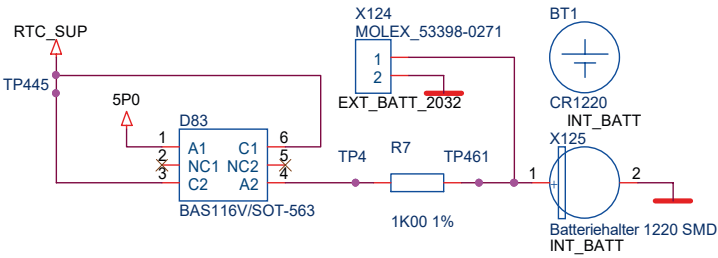 X124
BT1
RTC_SUP
MOLEX_53398-0271
1
2
TP445
5P0
EXT_BATT_2032
CR1220
INT_BATT
D83
X125
1 A1 C1 6
2 NC1 NC2 5
3 C2 A2 4
TP4
R7
TP461
1
+
2
BAS116V/SOT-563
1K00 1%
Batteriehalter 1220 SMD
INT_BATT